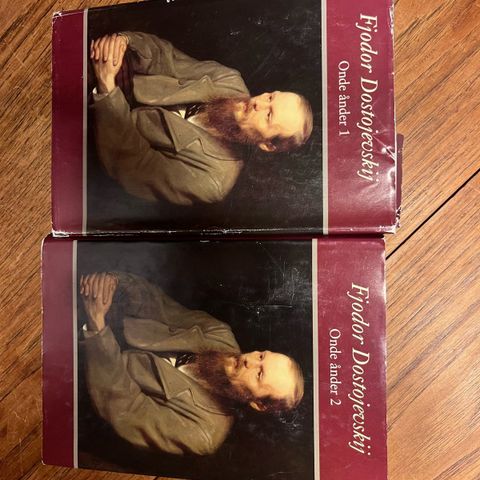 Fjodor Dostojevskij
Onde ånder 1
Fjodor Dostojevskij
Onde ånder 2